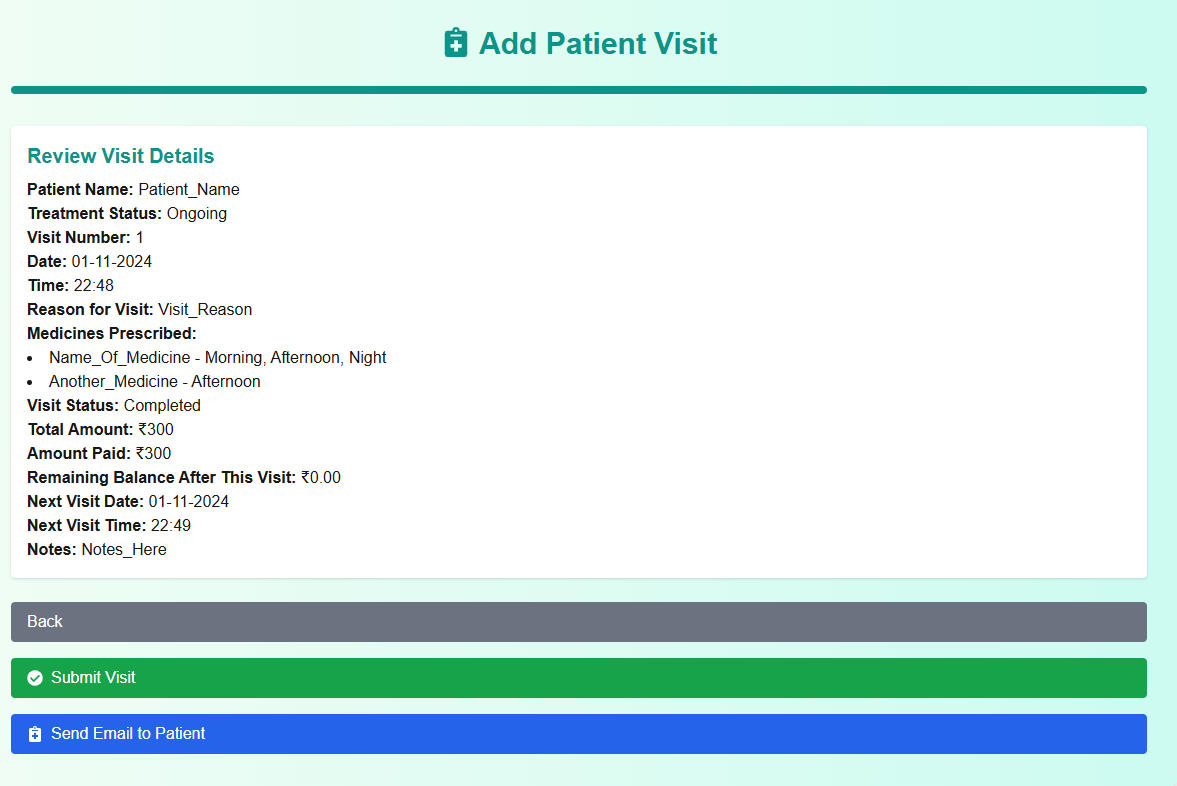 Add Patient Visit
Review Visit Details
Patient Name: Patient_Name
Treatment Status: Ongoing
Visit Number: 1
Date: 01-11-2024
Time: 22:48
Reason for Visit: Visit_Reason
Medicines Prescribed:
• Name_Of_Medicine - Morning, Afternoon, Night
• Another_Medicine - Afternoon
Visit Status: Completed
Total Amount: ₹300
Amount Paid: ₹300
Remaining Balance After This Visit: ₹0.00
Next Visit Date: 01-11-2024
Next Visit Time: 22:49
Notes: Notes_Here
Back
Submit Visit
Send Email to Patient